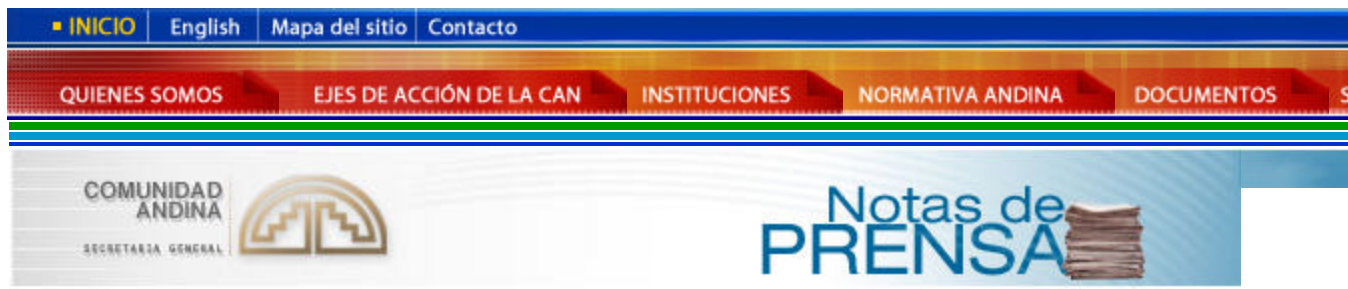 INICIO English Mapa del sitio Contacto
QUIENES SOMOS EJES DE ACCIÓN DE LA CAN INSTITUCIONES NORMATIVA ANDINA DOCUMENTOS
COMUNIDAD
ANDINA
SECRETARIA GENERAL
Notas de
PRENSA